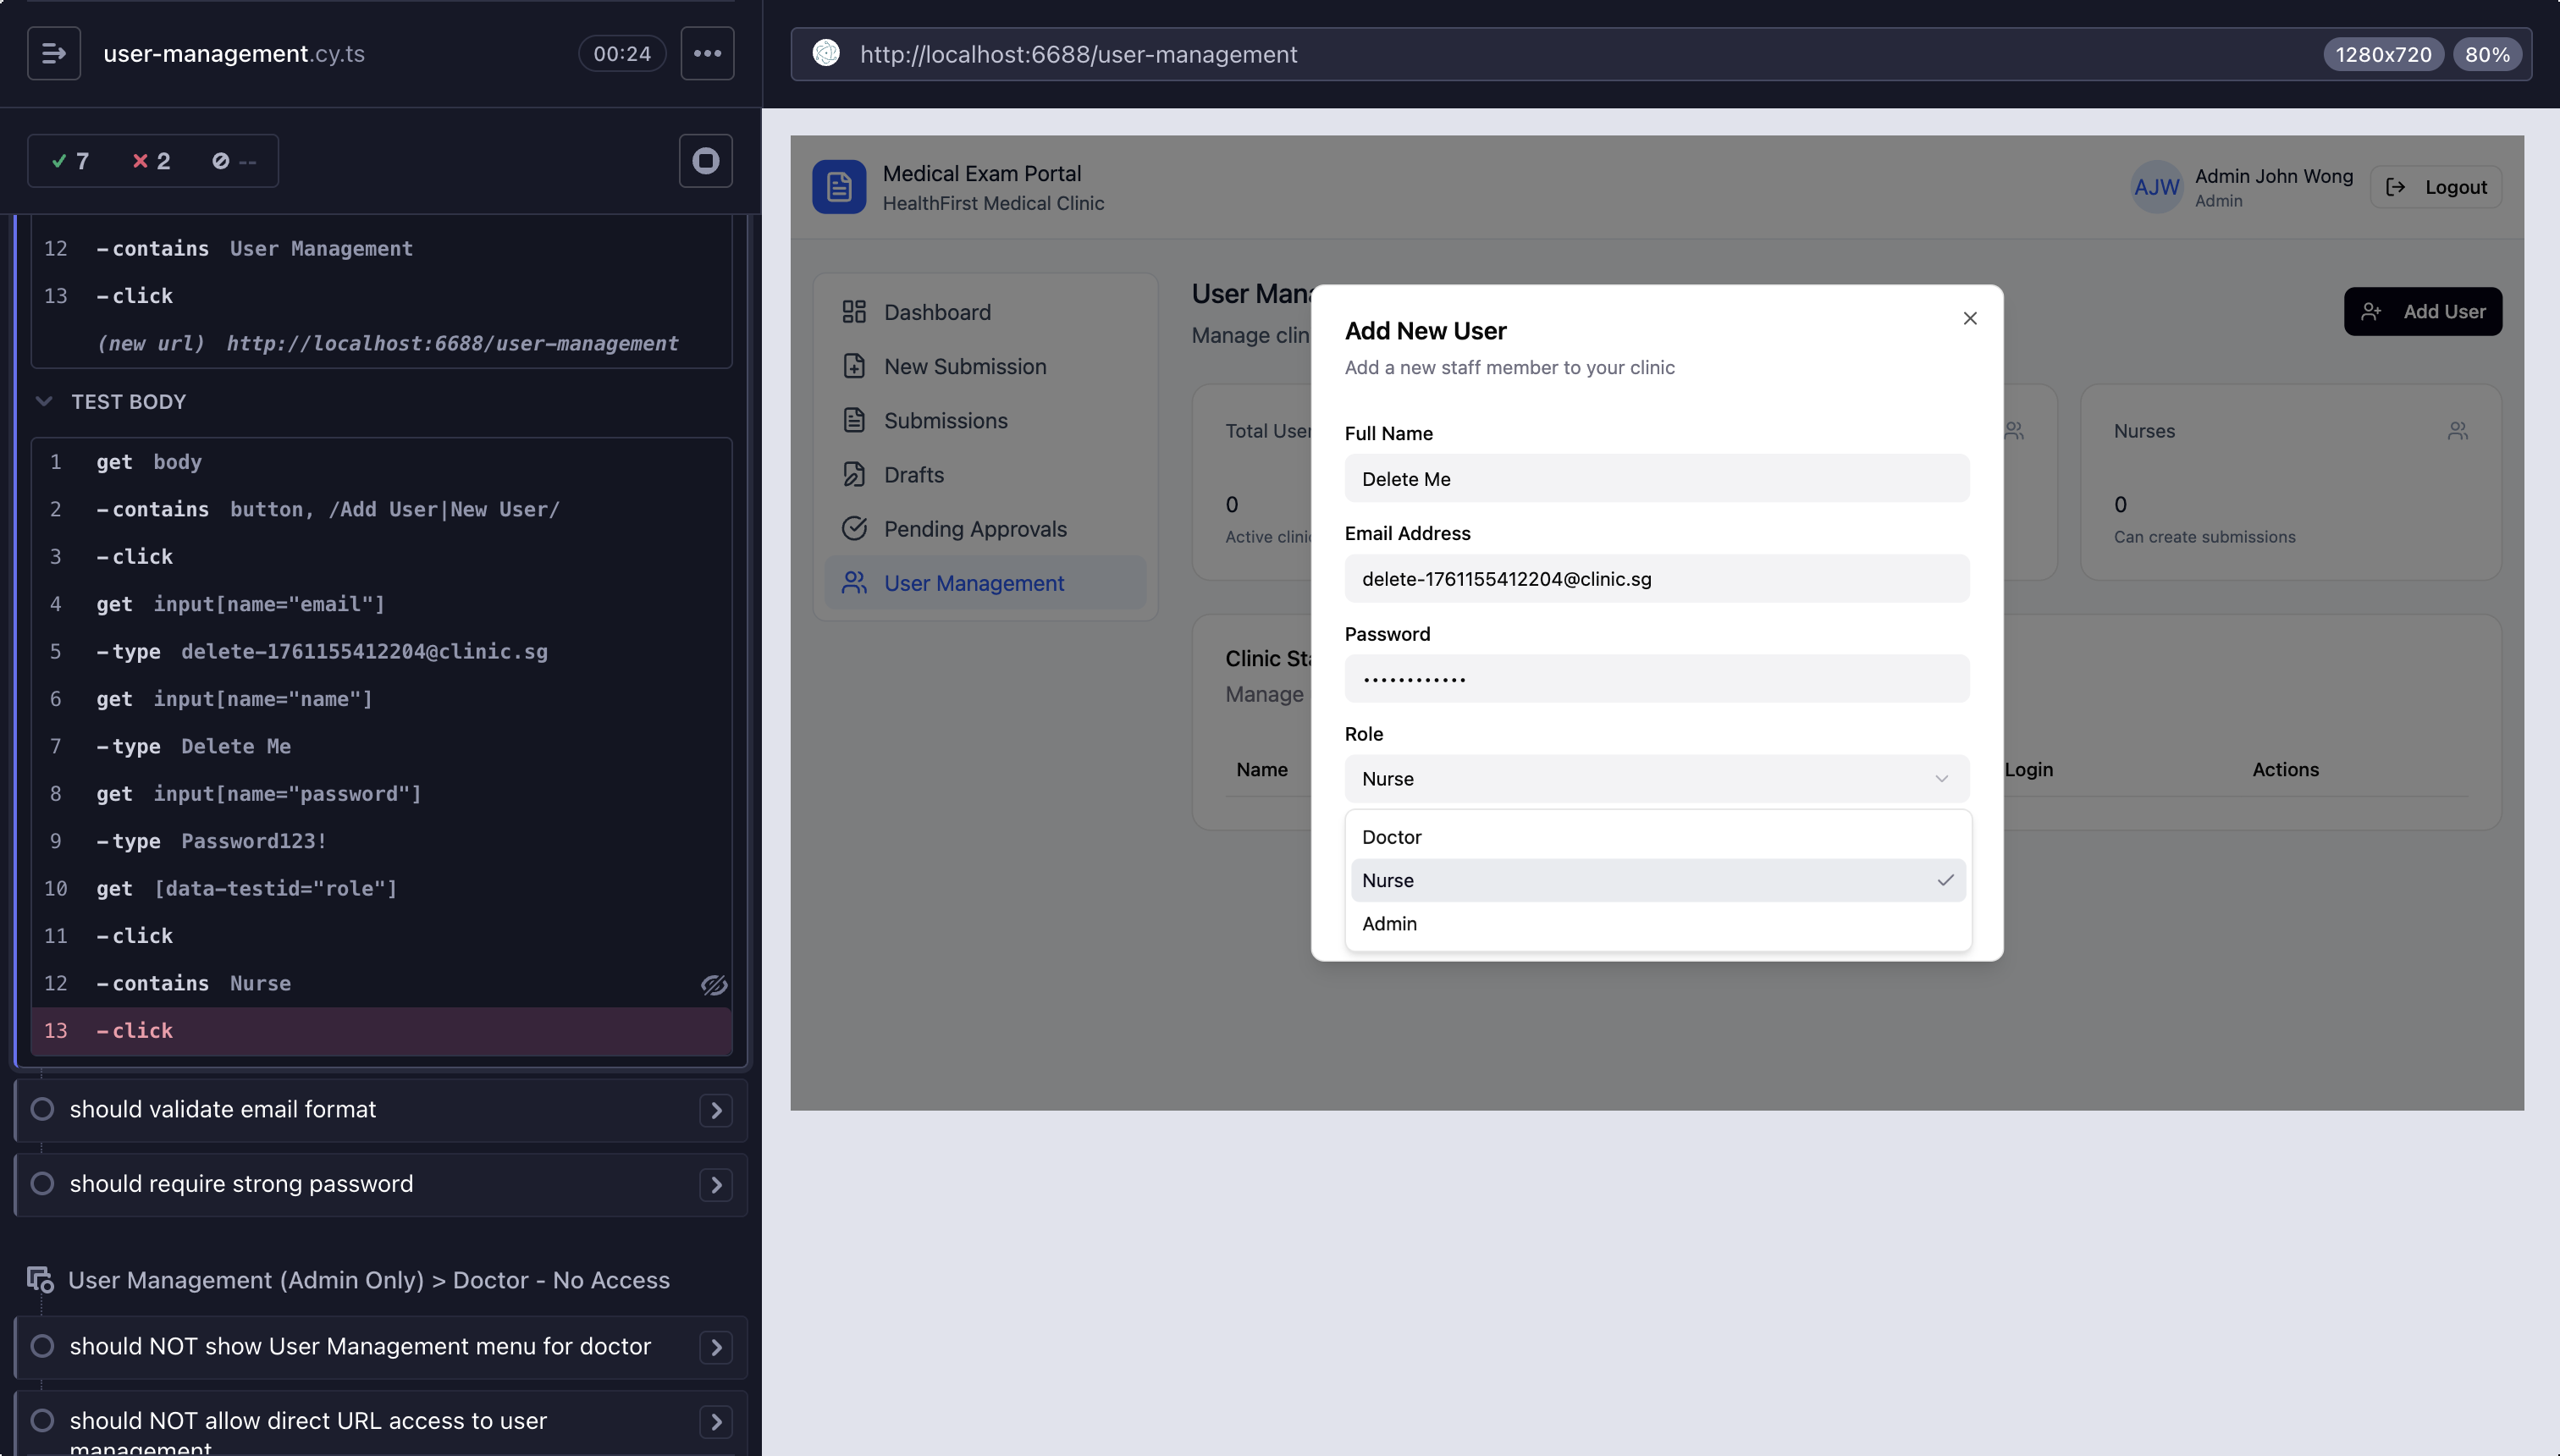 user-management.cy.ts
00:24
7
2
--
12 -contains User Management
13 -click
(new url) http://localhost:6688/user-management
TEST BODY
1 get body
2 -contains button, /Add User|New User/
3 -click
4 get input[name="email"]
5 -type delete-1761155412204@clinic.sg
6 get input[name="name"]
7 -type Delete Me
8 get input[name="password"]
9 -type Password123!
10 get [data-testid="role"]
11 -click
12 -contains Nurse
13 -click
should validate email format
should require strong password
User Management (Admin Only) > Doctor - No Access
should NOT show User Management menu for doctor
should NOT allow direct URL access to user
management
http://localhost:6688/user-management
1280x720
80%
Medical Exam Portal
HealthFirst Medical Clinic
AJW
Admin John Wong
Admin
Logout
Dashboard
New Submission
Submissions
Drafts
Pending Approvals
User Management
User Mana
Manage clin
Add User
Total User
0
Active clini
Nurses
0
Can create submissions
Clinic Sta
Manage
Name
Login
Actions
Add New User
Add a new staff member to your clinic
Full Name
Delete Me
Email Address
delete-1761155412204@clinic.sg
Password
••••••••••••
Role
Nurse
Doctor
Nurse
Admin